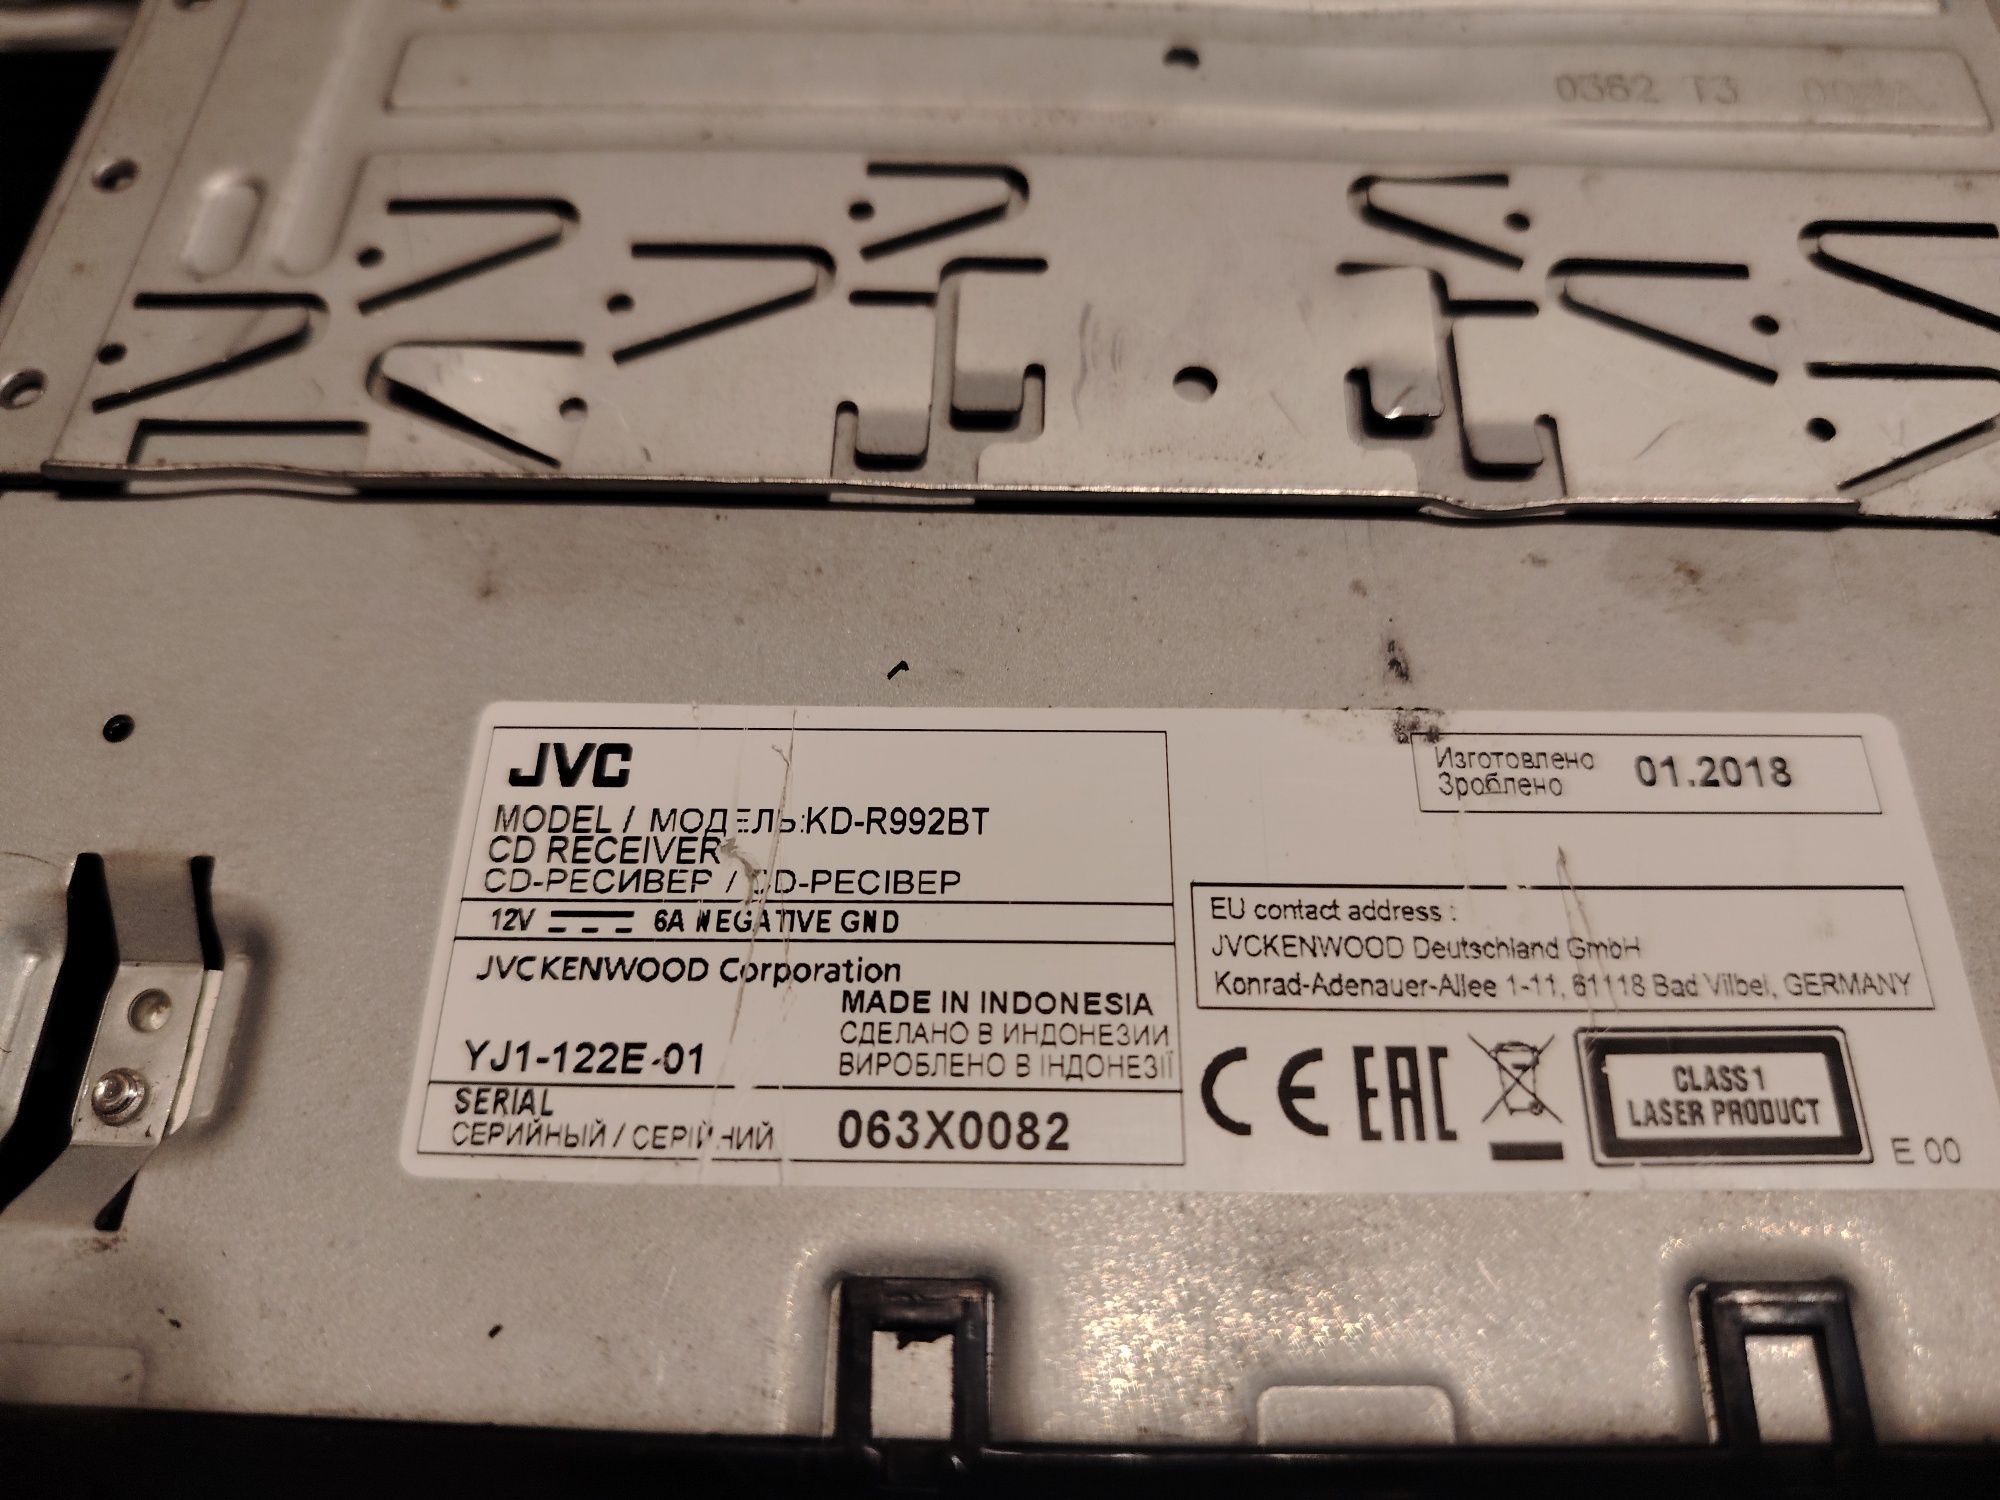 0362 T3
JVC
MODEL / МОДЕЛЬ:KD-R992BT
CD RECEIVER
CD-РЕСИВЕР / CD-РЕСІВЕР
12V 6A NEGATIVE GND
JVCKENWOOD Corporation
MADE IN INDONESIA
СДЕЛАНО В ИНДОНЕЗИИ
ВИРОБЛЕНО В ІНДОНЕЗІЇ
YJ1-122E-01
SERIAL
СЕРИЙНЫЙ / СЕРІЙНИЙ 063X0082
Изготовлено
Зроблено 01.2018
EU contact address :
JVCKENWOOD Deutschland GmbH
Konrad-Adenauer-Allee 1-11, 61118 Bad Vilbel, GERMANY
CE EAC
CLASS 1
LASER PRODUCT
E 00